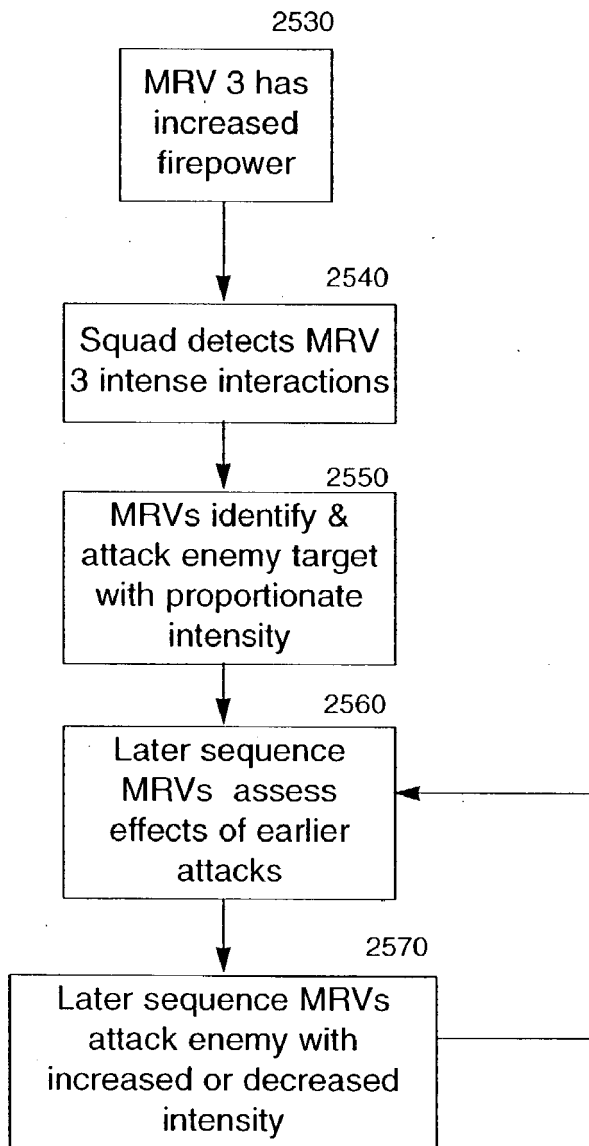 2530
MRV 3 has
increased
firepower
2540
Squad detects MRV
3 intense interactions
2550
MRVs identify &
attack enemy target
with proportionate
intensity
2560
Later sequence
MRVs assess
effects of earlier
attacks
2570
Later sequence MRVs
attack enemy with
increased or decreased
intensity